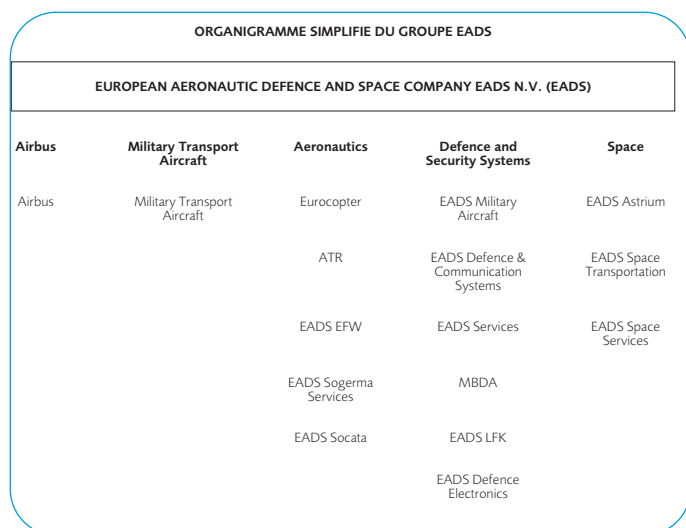 ORGANIGRAMME SIMPLIFIE DU GROUPE EADS
EUROPEAN AERONAUTIC DEFENCE AND SPACE COMPANY EADS N.V. (EADS)
Airbus
Military Transport
Aircraft
Aeronautics
Defence and
Security Systems
Space
Airbus
Military Transport
Aircraft
Eurocopter
EADS Military
Aircraft
EADS Astrium
ATR
EADS Defence &
Communication
Systems
EADS Space
Transportation
EADS EFW
EADS Services
EADS Space
Services
EADS Sogerma
Services
MBDA
EADS Socata
EADS LFK
EADS Defence
Electronics